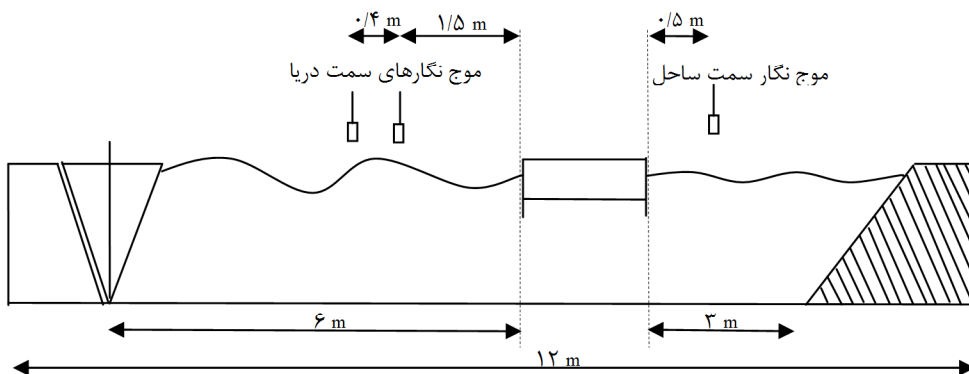 ۰/۴ m
۱/۵ m
۰/۵ m
موج نگارهای سمت دریا
موج نگار سمت ساحل
۶ m
۳ m
۱۲ m